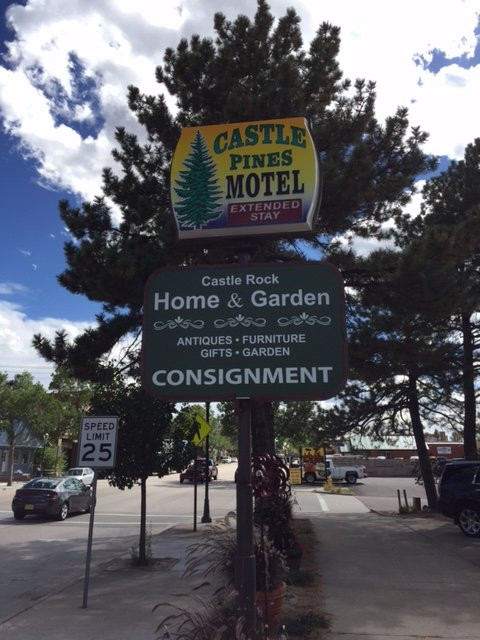 CASTLE
PINES
MOTEL
EXTENDED
STAY
Castle Rock
Home & Garden
ANTIQUES • FURNITURE
GIFTS • GARDEN
CONSIGNMENT
SPEED
LIMIT
25